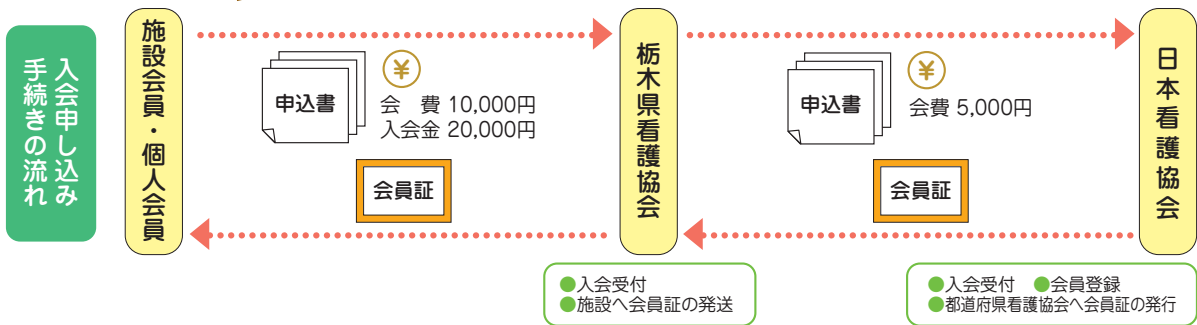 入会申し込み
手続きの流れ
施設会員・個人会員
申込書
¥
会　費 10,000円
入会金 20,000円
会員証
栃木県看護協会
申込書
¥
会費 5,000円
会員証
日本看護協会
●入会受付
●施設へ会員証の発送
●入会受付　●会員登録
●都道府県看護協会へ会員証の発行